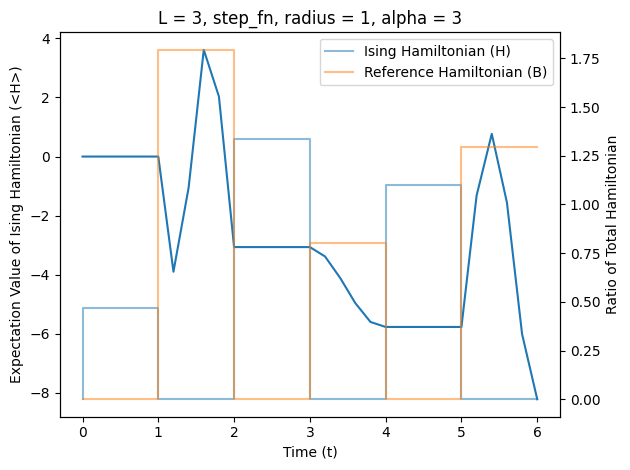 L = 3, step_fn, radius = 1, alpha = 3
Expectation Value of Ising Hamiltonian (<H>)
4
2
0
−2
−4
−6
−8
Ising Hamiltonian (H)
Reference Hamiltonian (B)
1.75
1.50
1.25
1.00
0.75
0.50
0.25
0.00
Ratio of Total Hamiltonian
0 1 2 3 4 5 6
Time (t)